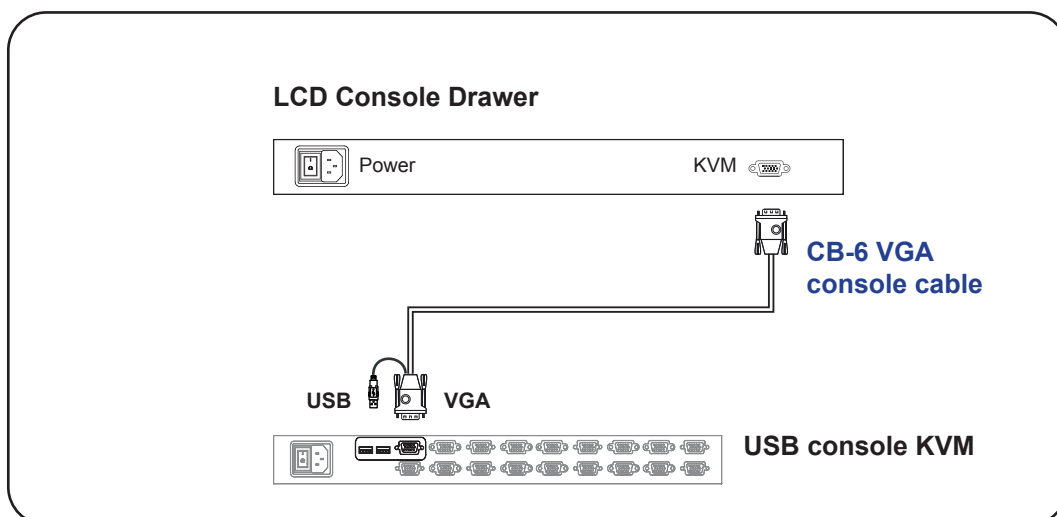 LCD Console Drawer
Power
KVM
CB-6 VGA
console cable
USB
VGA
USB console KVM